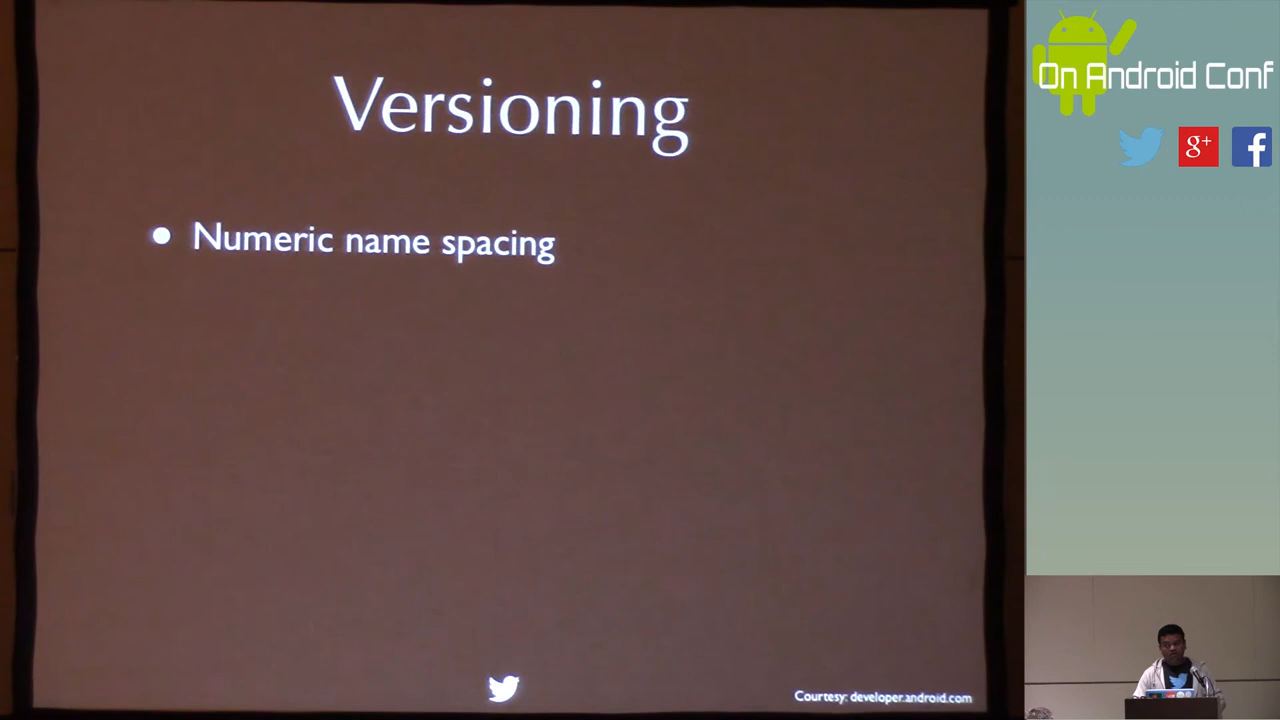 Versioning
• Numeric name spacing
Courtesy: developer.android.com
On Android Conf
g+
f